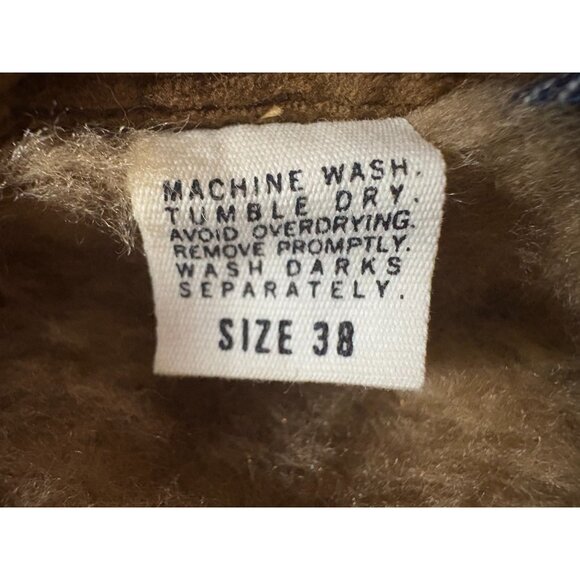 MACHINE WASH.
TUMBLE DRY.
AVOID OVERDRYING.
REMOVE PROMPTLY.
WASH DARKS
SEPARATELY.
SIZE 38